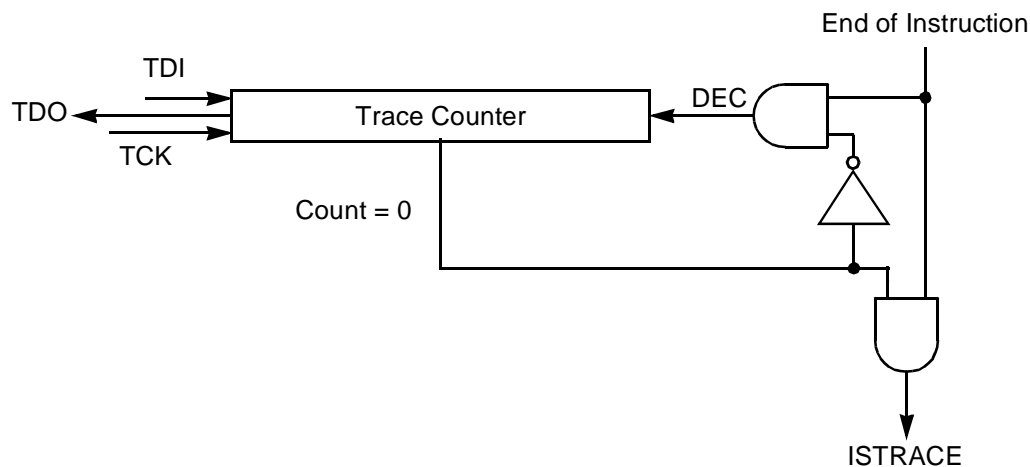 End of Instruction
TDI
TDO
Trace Counter
DEC
TCK
Count = 0
ISTRACE